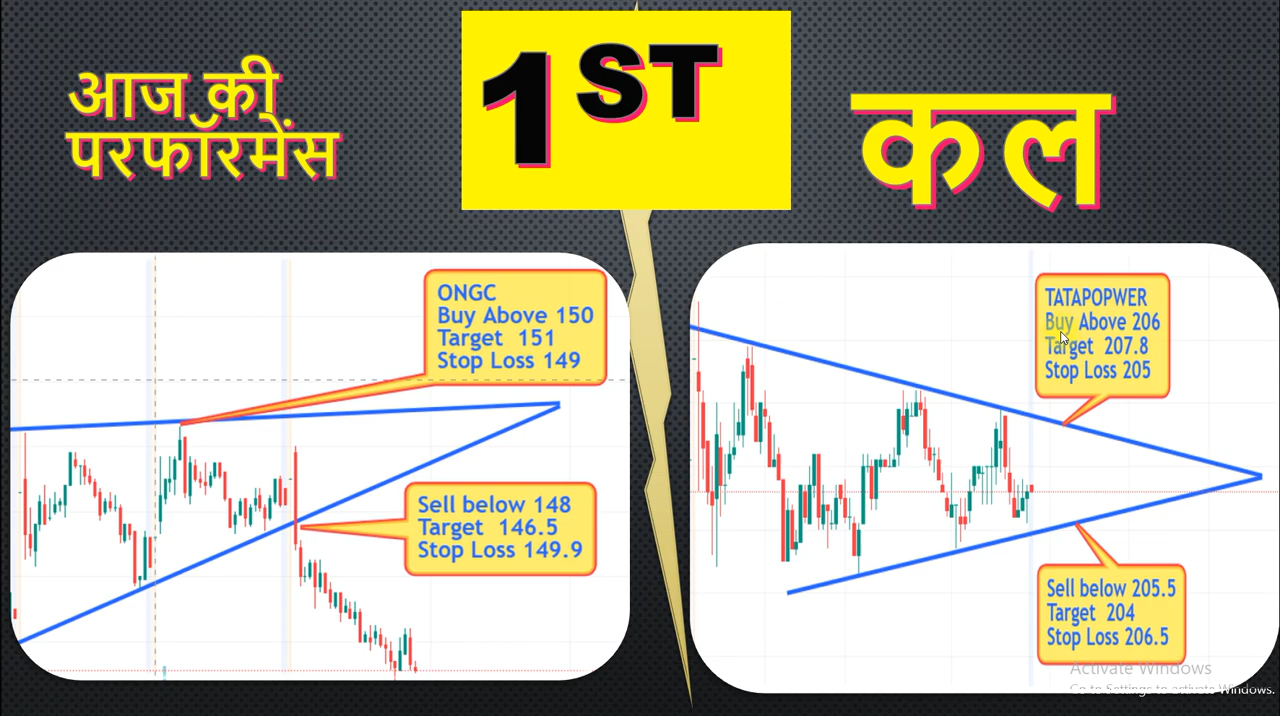 आज की
परफॉरमेंस
1ST
कल
ONGC
Buy Above 150
Target 151
Stop Loss 149
Sell below 148
Target 146.5
Stop Loss 149.9
TATAPOPWER
Buy Above 206
Target 207.8
Stop Loss 205
Sell below 205.5
Target 204
Stop Loss 206.5
Activate Windows
Go to Settings to activate Windows.